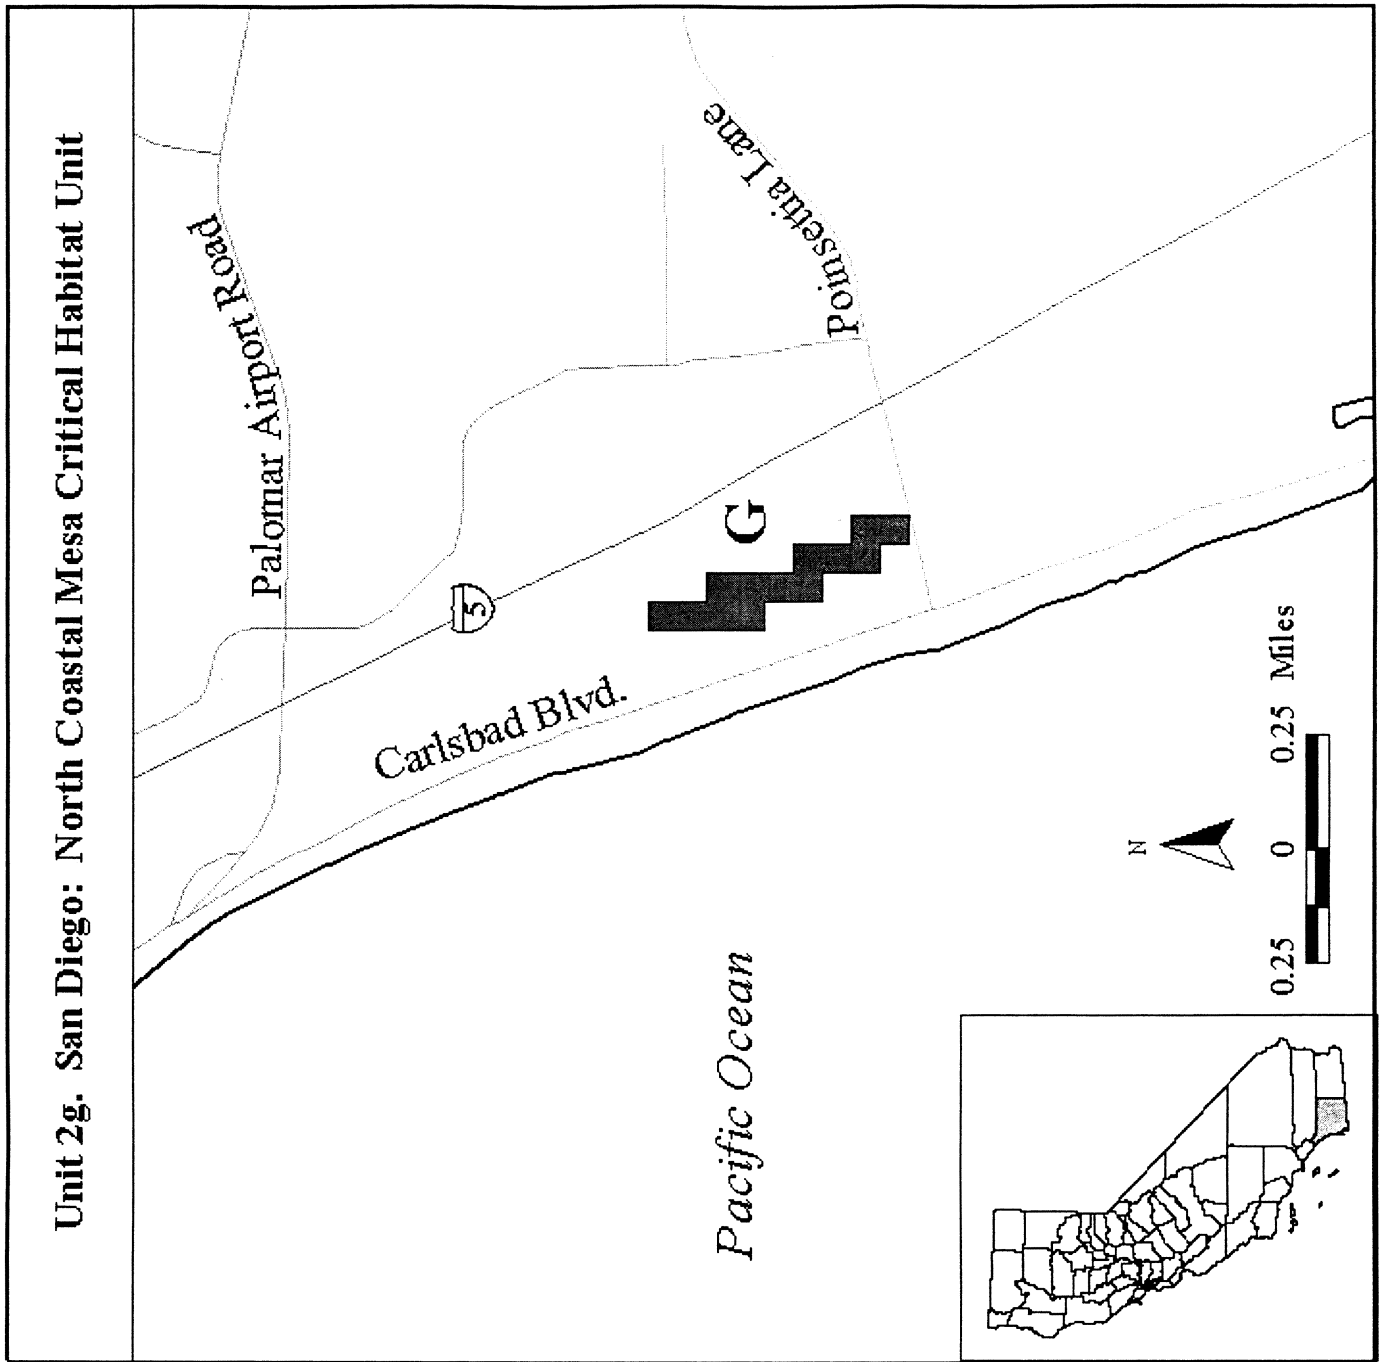 Unit 2g. San Diego: North Coastal Mesa Critical Habitat Unit
Palomar Airport Road
5
Poinsettia Lane
G
Carlsbad Blvd.
Pacific Ocean
N
0.25 0 0.25 Miles